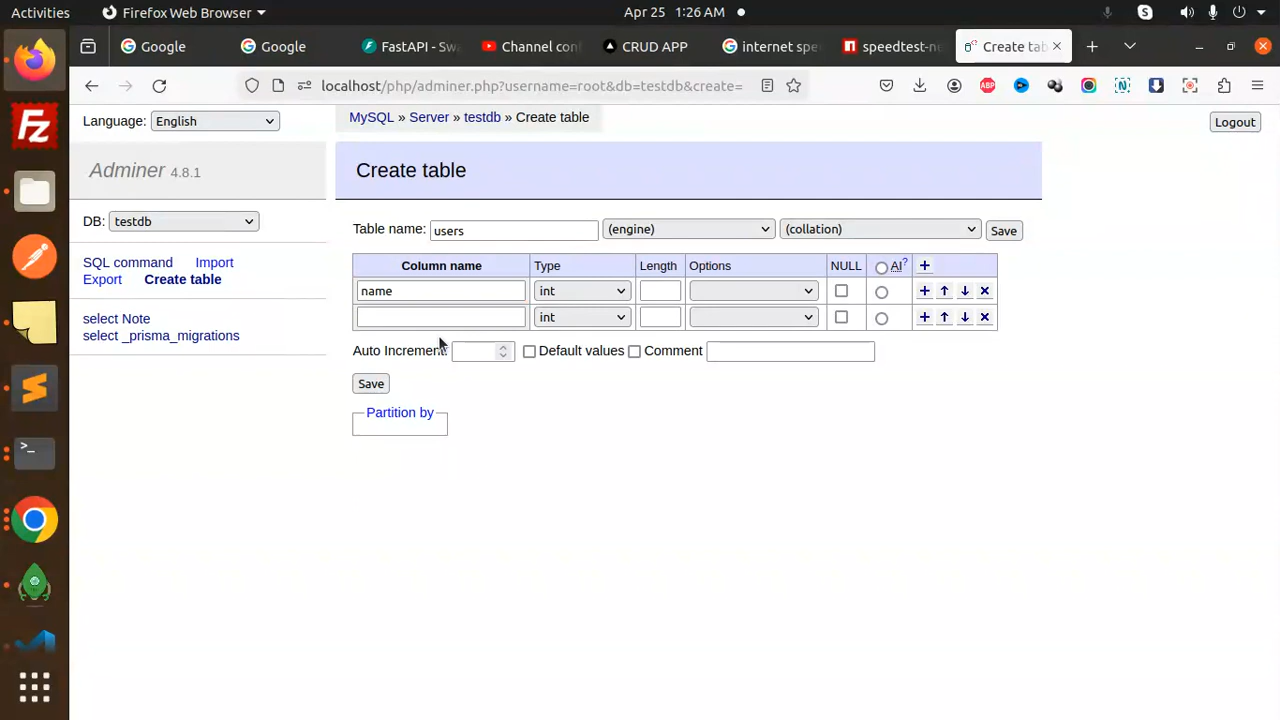 Activities Firefox Web Browser Apr 25 1:26 AM
Google Google FastAPI - Swa Channel con CRUD APP internet spe speedtest-ne Create tab
localhost/php/adminer.php?username=root&db=testdb&create= ABP
Language: English MySQL » Server » testdb » Create table Logout
Adminer 4.8.1 Create table
DB: testdb Table name: users (engine) (collation) Save
SQL command Import
Export Create table
select Note
select _prisma_migrations
Column name Type Length Options NULL AI?
name int
int
Auto Increment: Default values Comment
Save
Partition by